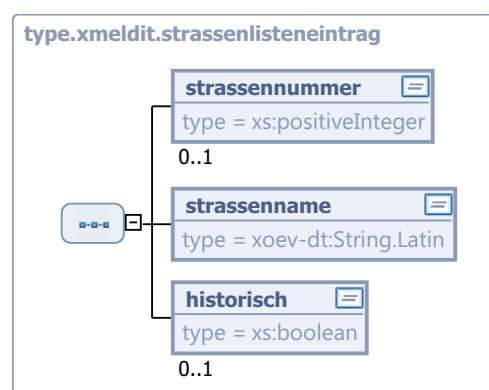 type.xmeldit.strassenlisteneintrag
strassennummer
type = xs:positiveInteger
0..1
strassenname
type = xoev-dt:String.Latin
historisch
type = xs:boolean
0..1